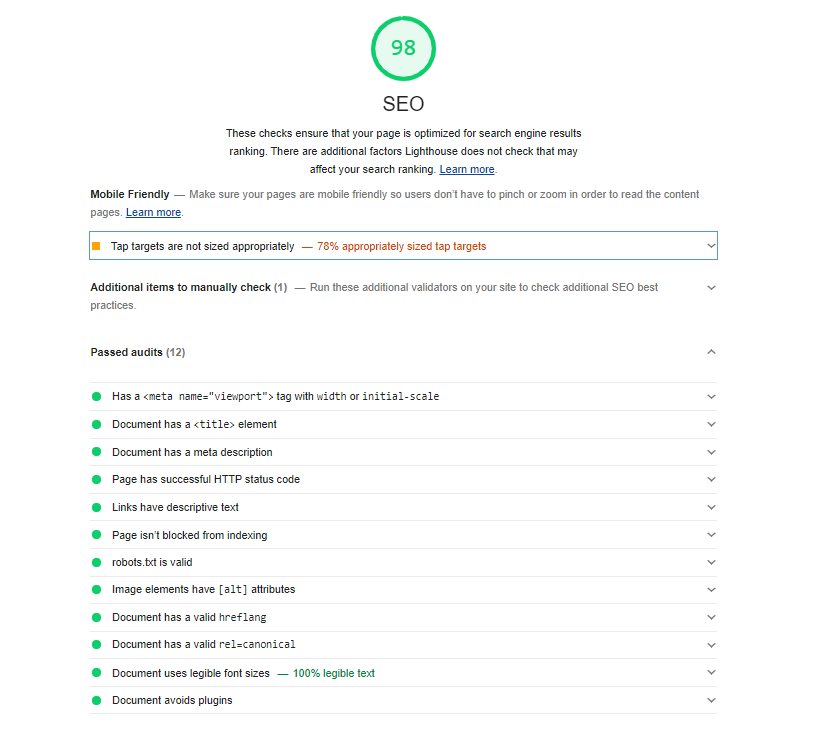 98
SEO
These checks ensure that your page is optimized for search engine results
ranking. There are additional factors Lighthouse does not check that may
affect your search ranking. Learn more.
Mobile Friendly — Make sure your pages are mobile friendly so users don't have to pinch or zoom in order to read the content
pages. Learn more.
Tap targets are not sized appropriately — 78% appropriately sized tap targets
Additional items to manually check (1) — Run these additional validators on your site to check additional SEO best
practices.
Passed audits (12)
Has a <meta name="viewport"> tag with width or initial-scale
Document has a <title> element
Document has a meta description
Page has successful HTTP status code
Links have descriptive text
Page isn't blocked from indexing
robots.txt is valid
Image elements have [alt] attributes
Document has a valid hreflang
Document has a valid rel=canonical
Document uses legible font sizes — 100% legible text
Document avoids plugins